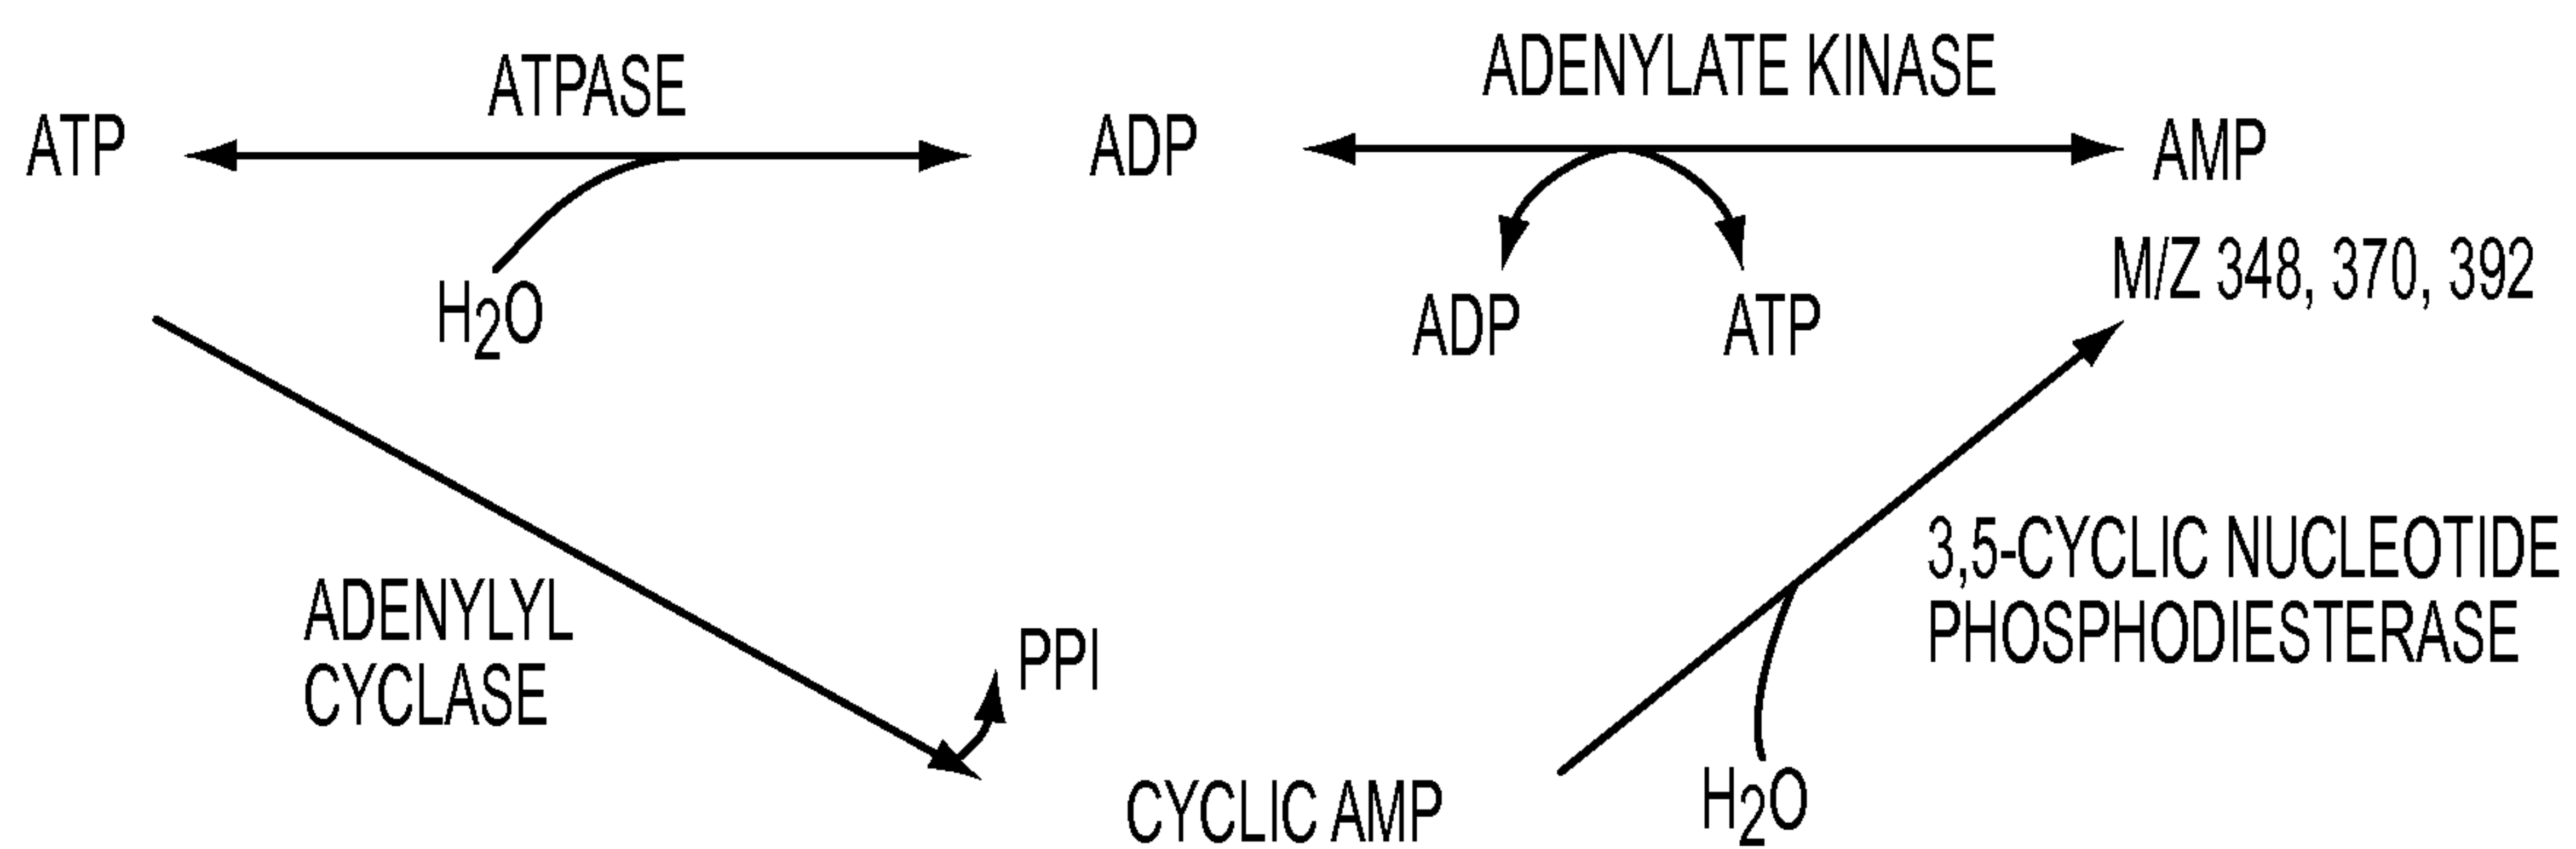 ATPASE
ADENYLATE KINASE
ATP
ADP
AMP
H2O
ADP
ATP
M/Z 348, 370, 392
ADENYLYL
CYCLASE
PPI
3,5-CYCLIC NUCLEOTIDE
PHOSPHODIESTERASE
CYCLIC AMP
H2O